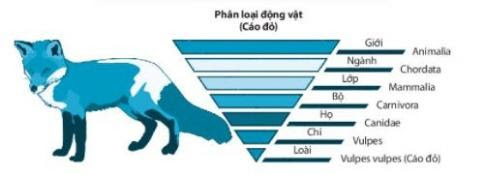 Phân loại động vật
(Cáo đỏ)
Giới
Animalia
Ngành
Chordata
Lớp
Mammalia
Bộ
Carnivora
Họ
Canidae
Chi
Vulpes
Loài
Vulpes vulpes (Cáo đỏ)